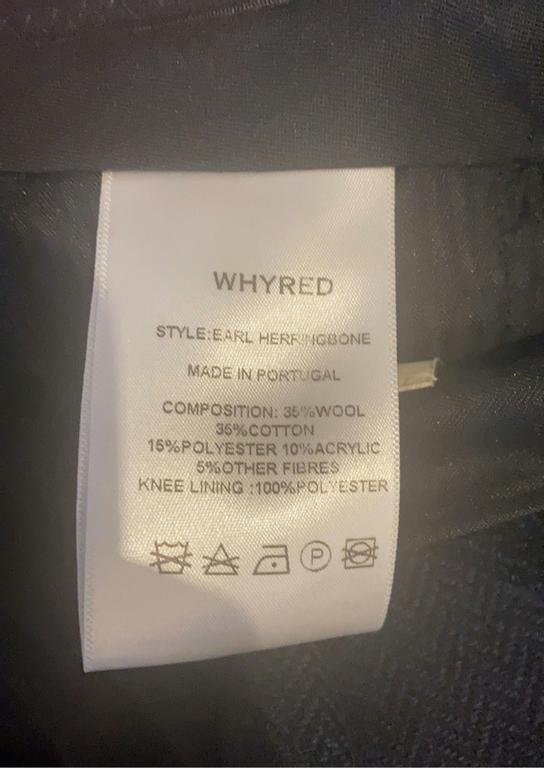 WHYRED
STYLE:EARL HERRINGBONE
MADE IN PORTUGAL
COMPOSITION: 35%WOOL
35%COTTON
15%POLYESTER 10%ACRYLIC
5%OTHER FIBRES
KNEE LINING :100%POLYESTER
P